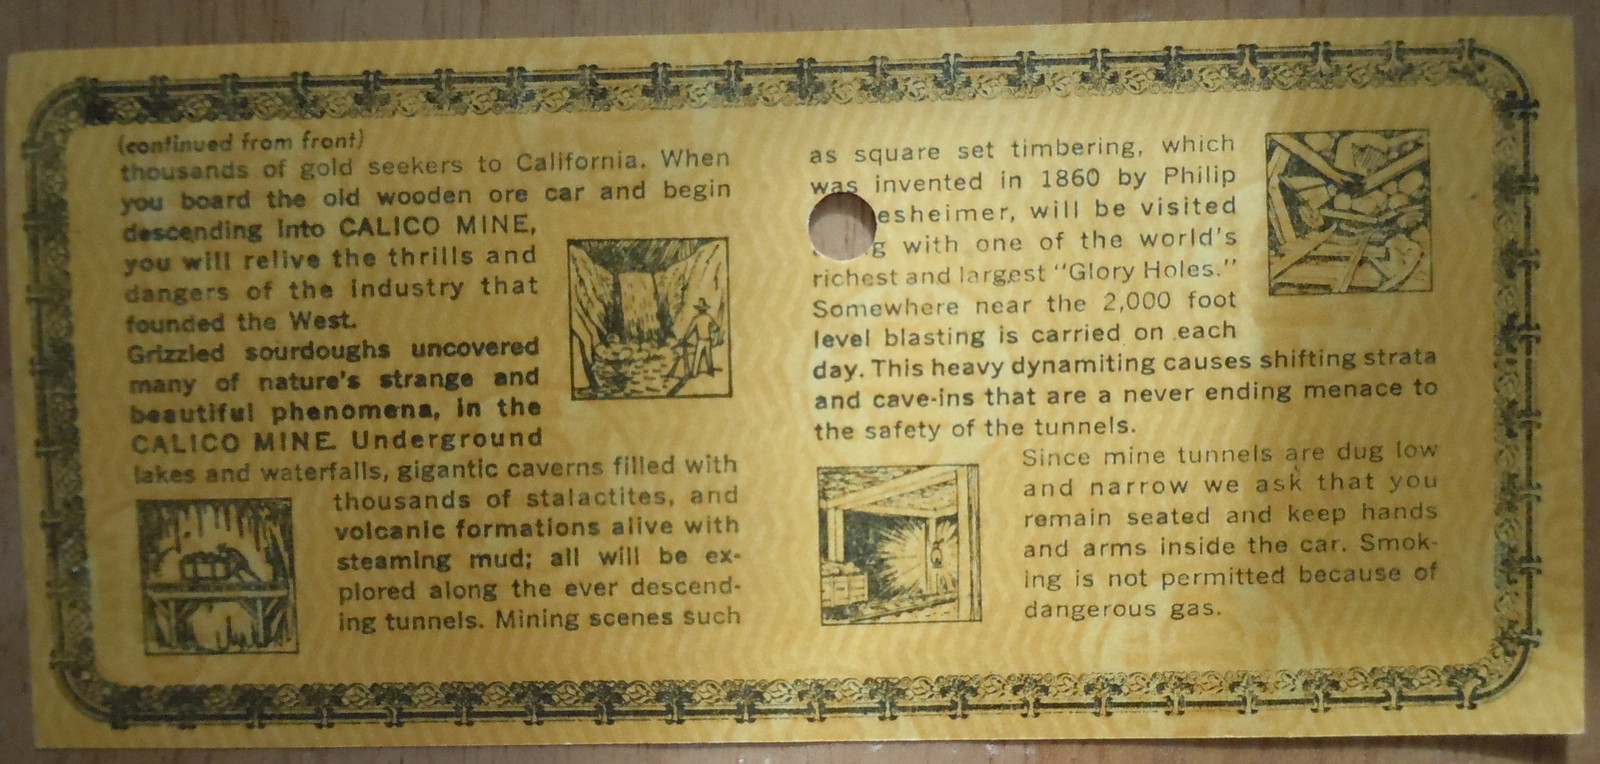 (continued from front)
thousands of gold seekers to California. When
you board the old wooden ore car and begin
descending into CALICO MINE,
you will relive the thrills and
dangers of the industry that
founded the West.
Grizzled sourdoughs uncovered
many of nature's strange and
beautiful phenomena, in the
CALICO MINE. Underground
lakes and waterfalls, gigantic caverns filled with
thousands of stalactites, and
volcanic formations alive with
steaming mud; all will be ex-
plored along the ever descend-
ing tunnels. Mining scenes such
as square set timbering, which
was invented in 1860 by Philip
esheimer, will be visited
g with one of the world's
richest and largest "Glory Holes."
Somewhere near the 2,000 foot
level blasting is carried on each
day. This heavy dynamiting causes shifting strata
and cave-ins that are a never ending menace to
the safety of the tunnels.
Since mine tunnels are dug low
and narrow we ask that you
remain seated and keep hands
and arms inside the car. Smok-
ing is not permitted because of
dangerous gas.